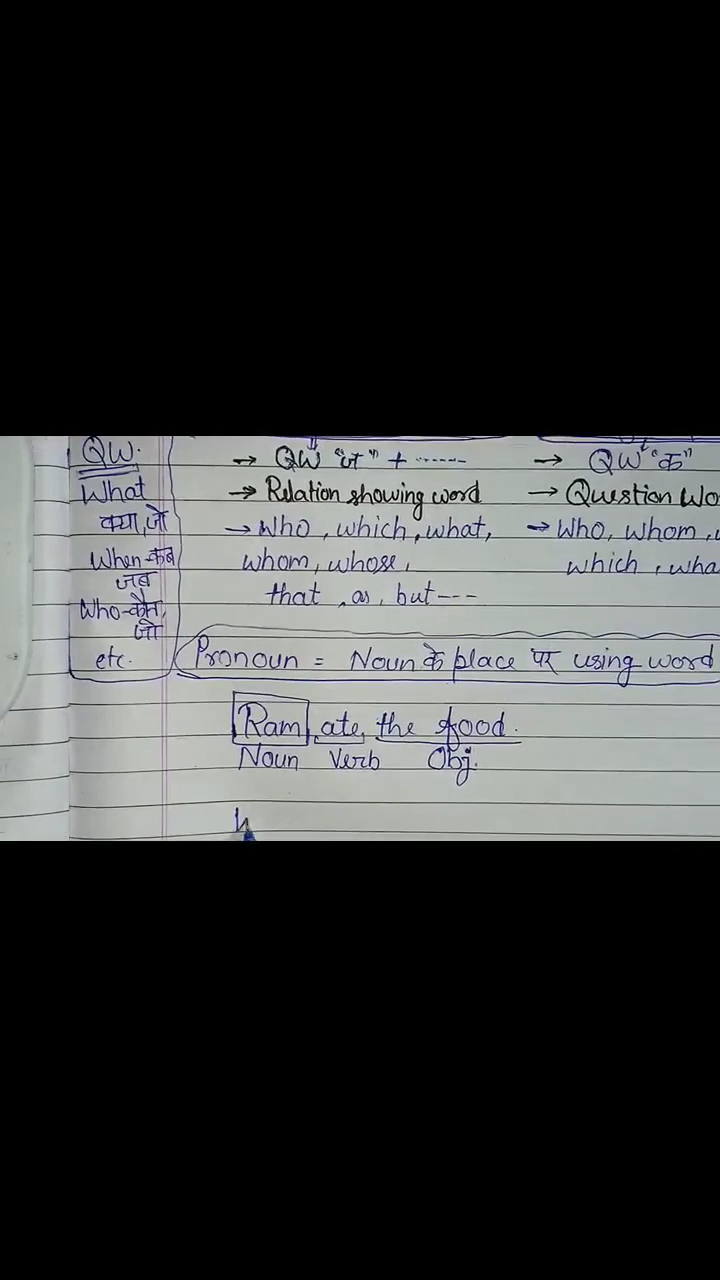 QW.
What
क्या, जो
When-कब
जब
Who-कौन,
जो
etc.
→ QW "ज" + ------
→ Relation showing word
→ Who, which, what,
whom, whose,
that, as, but---
→ QW "क"
→ Question Wo
→ Who, whom,
which, wha
Pronoun = Noun के place पर using word
Ram ate the food.
Noun Verb Obj.